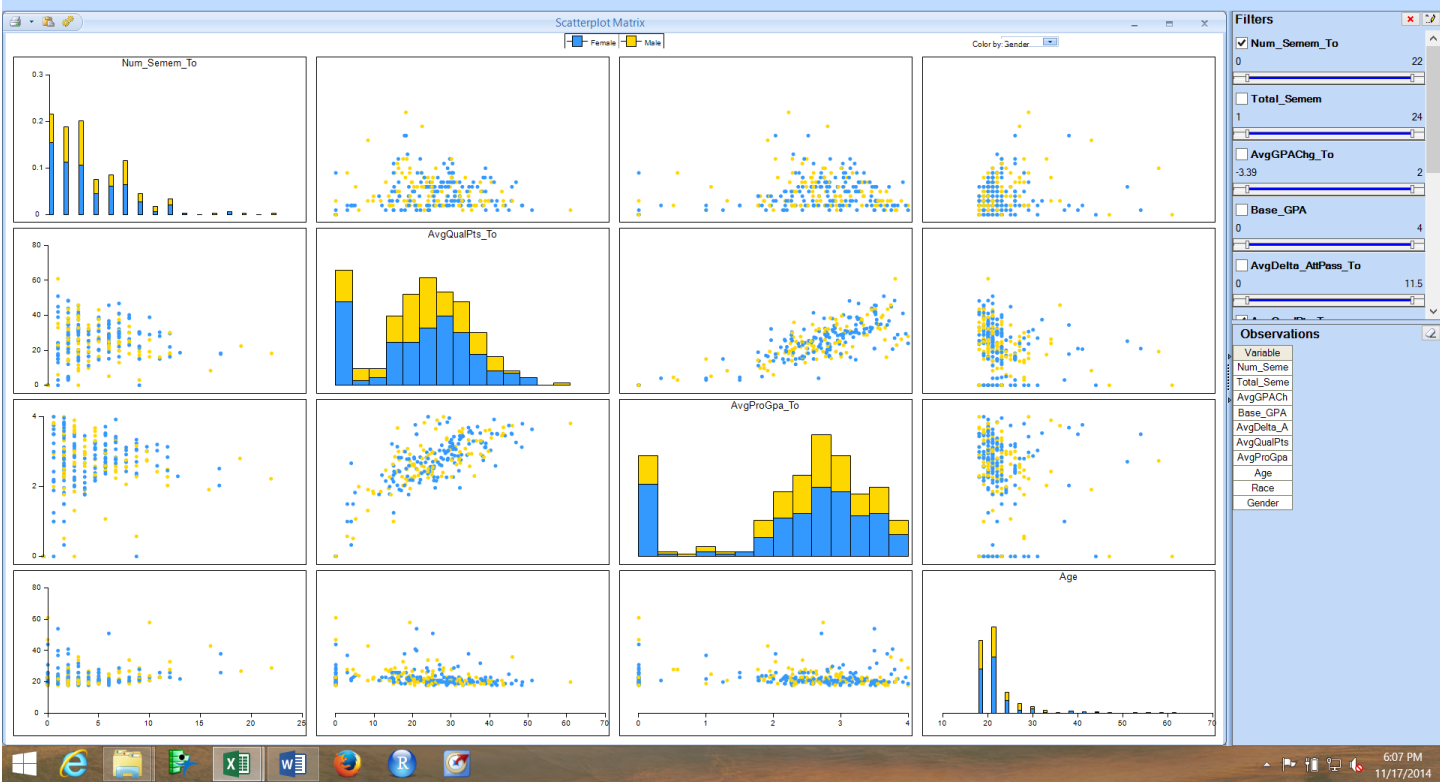 Scatterplot Matrix
Female Male
Color by: Gender
Num_Semem_To
0.3
0.2
0.1
0
AvgQualPts_To
80
60
40
20
0
AvgProGpa_To
4
2
0
Age
80
60
40
20
0
0 5 10 15 20 25
0 10 20 30 40 50 60 70
0 1 2 3 4
10 20 30 40 50 60 70
Filters
Num_Semem_To
0 22
Total_Semem
1 24
AvgGPAChg_To
-3.39 2
Base_GPA
0 4
AvgDelta_AttPass_To
0 11.5
Observations
Variable
Num_Seme
Total_Seme
AvgGPACh
Base_GPA
AvgDelta_A
AvgQualPts
AvgProGpa
Age
Race
Gender
R
6:07 PM
11/17/2014